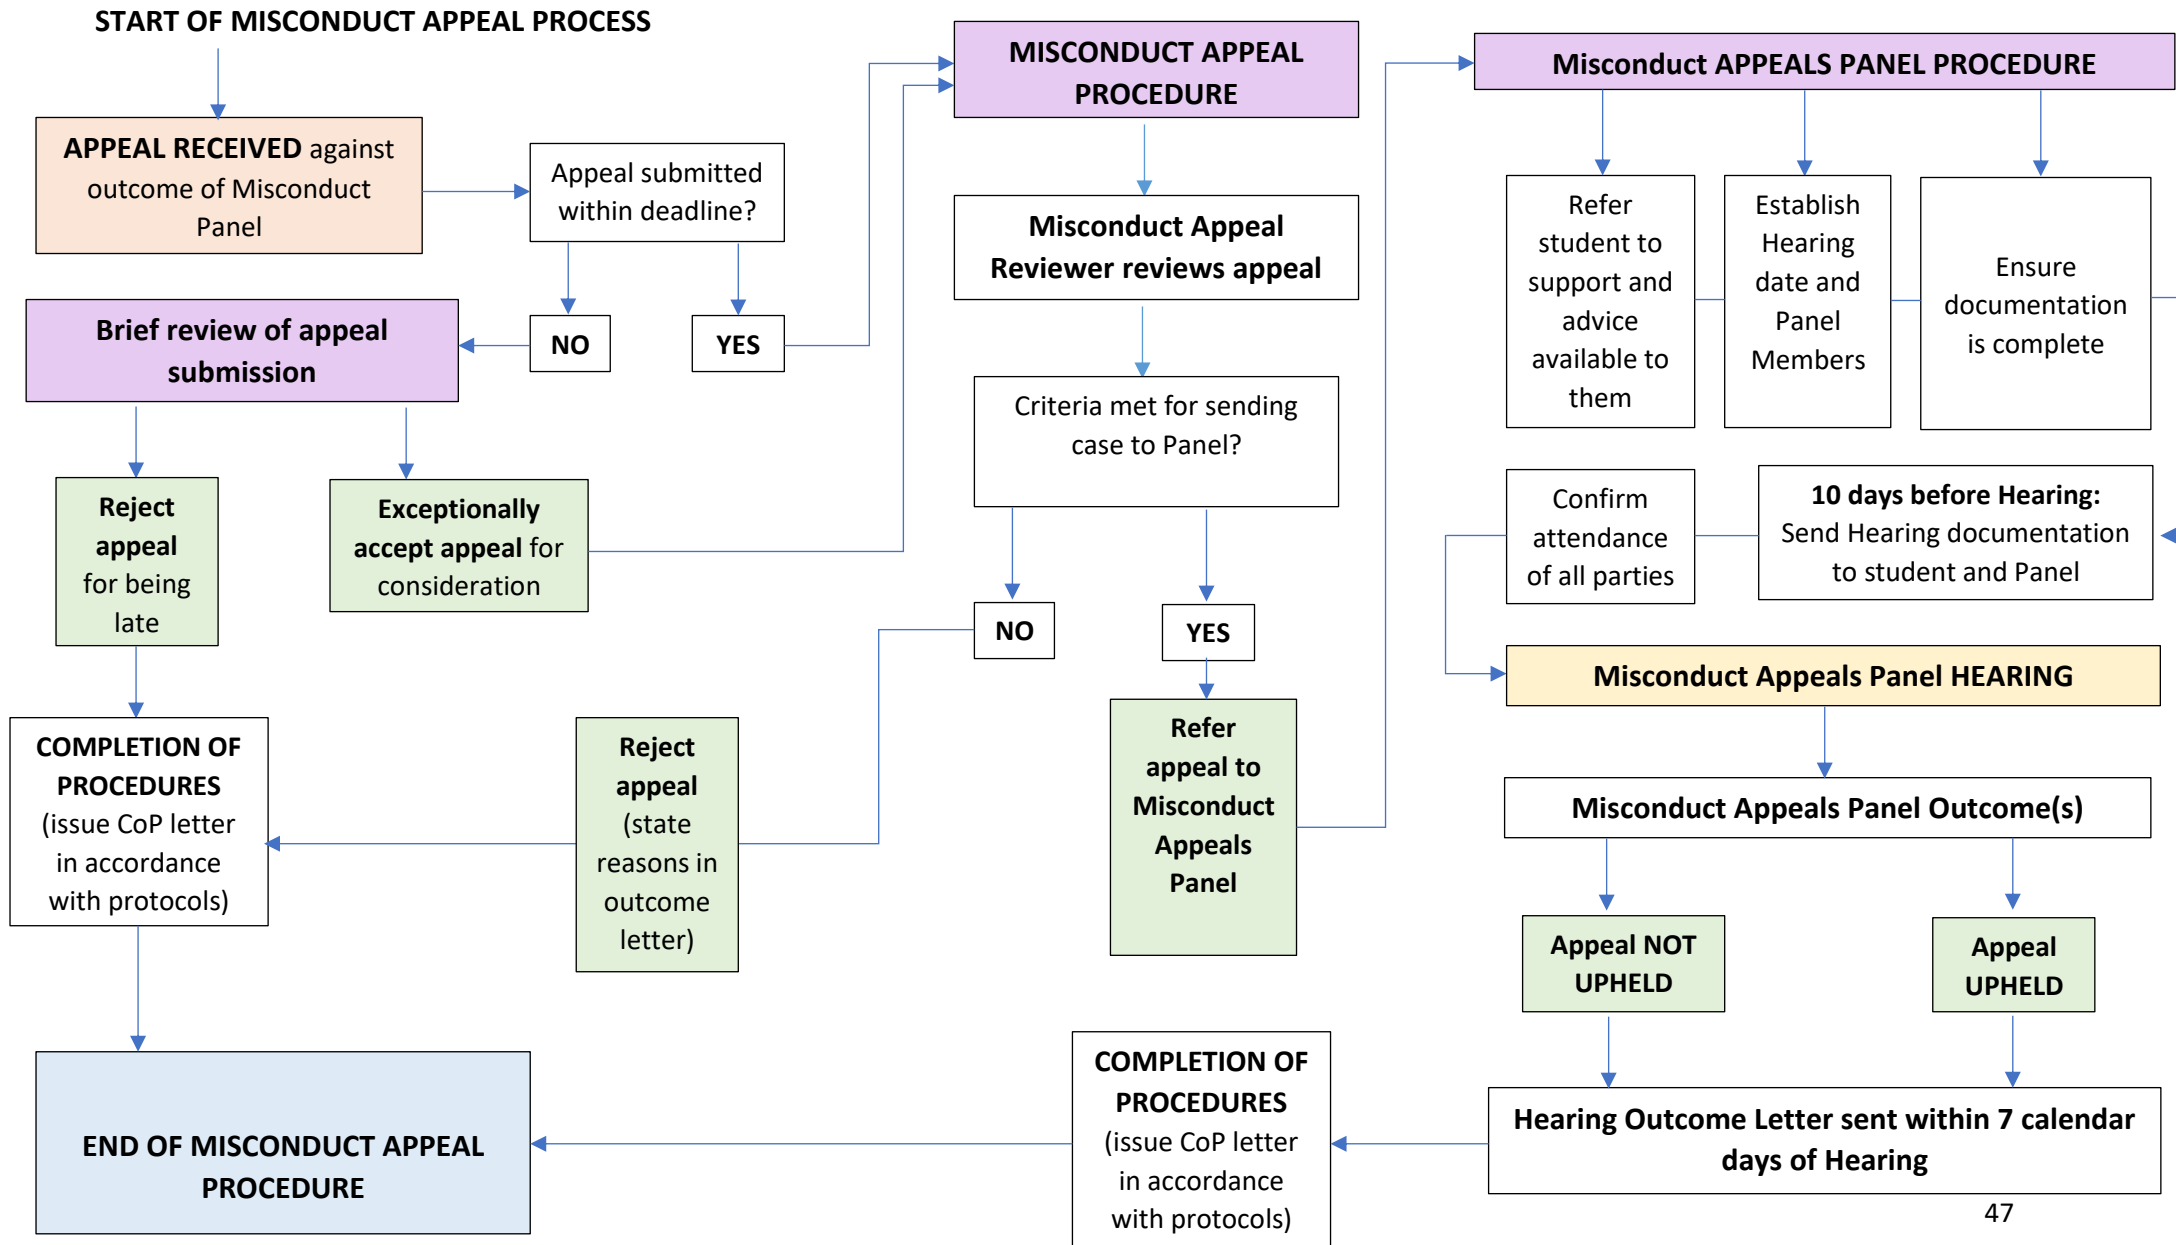 START OF MISCONDUCT APPEAL PROCESS
APPEAL RECEIVED against
outcome of Misconduct
Panel
Appeal submitted
within deadline?
NO
YES
Brief review of appeal
submission
Reject
appeal
for being
late
Exceptionally
accept appeal for
consideration
COMPLETION OF
PROCEDURES
(issue CoP letter
in accordance
with protocols)
Reject
appeal
(state
reasons in
outcome
letter)
END OF MISCONDUCT APPEAL
PROCEDURE
MISCONDUCT APPEAL
PROCEDURE
Misconduct Appeal
Reviewer reviews appeal
Criteria met for sending
case to Panel?
NO
YES
Refer
appeal to
Misconduct
Appeals
Panel
Misconduct APPEALS PANEL PROCEDURE
Refer
student to
support and
advice
available to
them
Establish
Hearing
date and
Panel
Members
Ensure
documentation
is complete
10 days before Hearing:
Send Hearing documentation
to student and Panel
Confirm
attendance
of all parties
Misconduct Appeals Panel HEARING
Misconduct Appeals Panel Outcome(s)
Appeal NOT
UPHELD
Appeal
UPHELD
Hearing Outcome Letter sent within 7 calendar
days of Hearing
COMPLETION OF
PROCEDURES
(issue CoP letter
in accordance
with protocols)
47